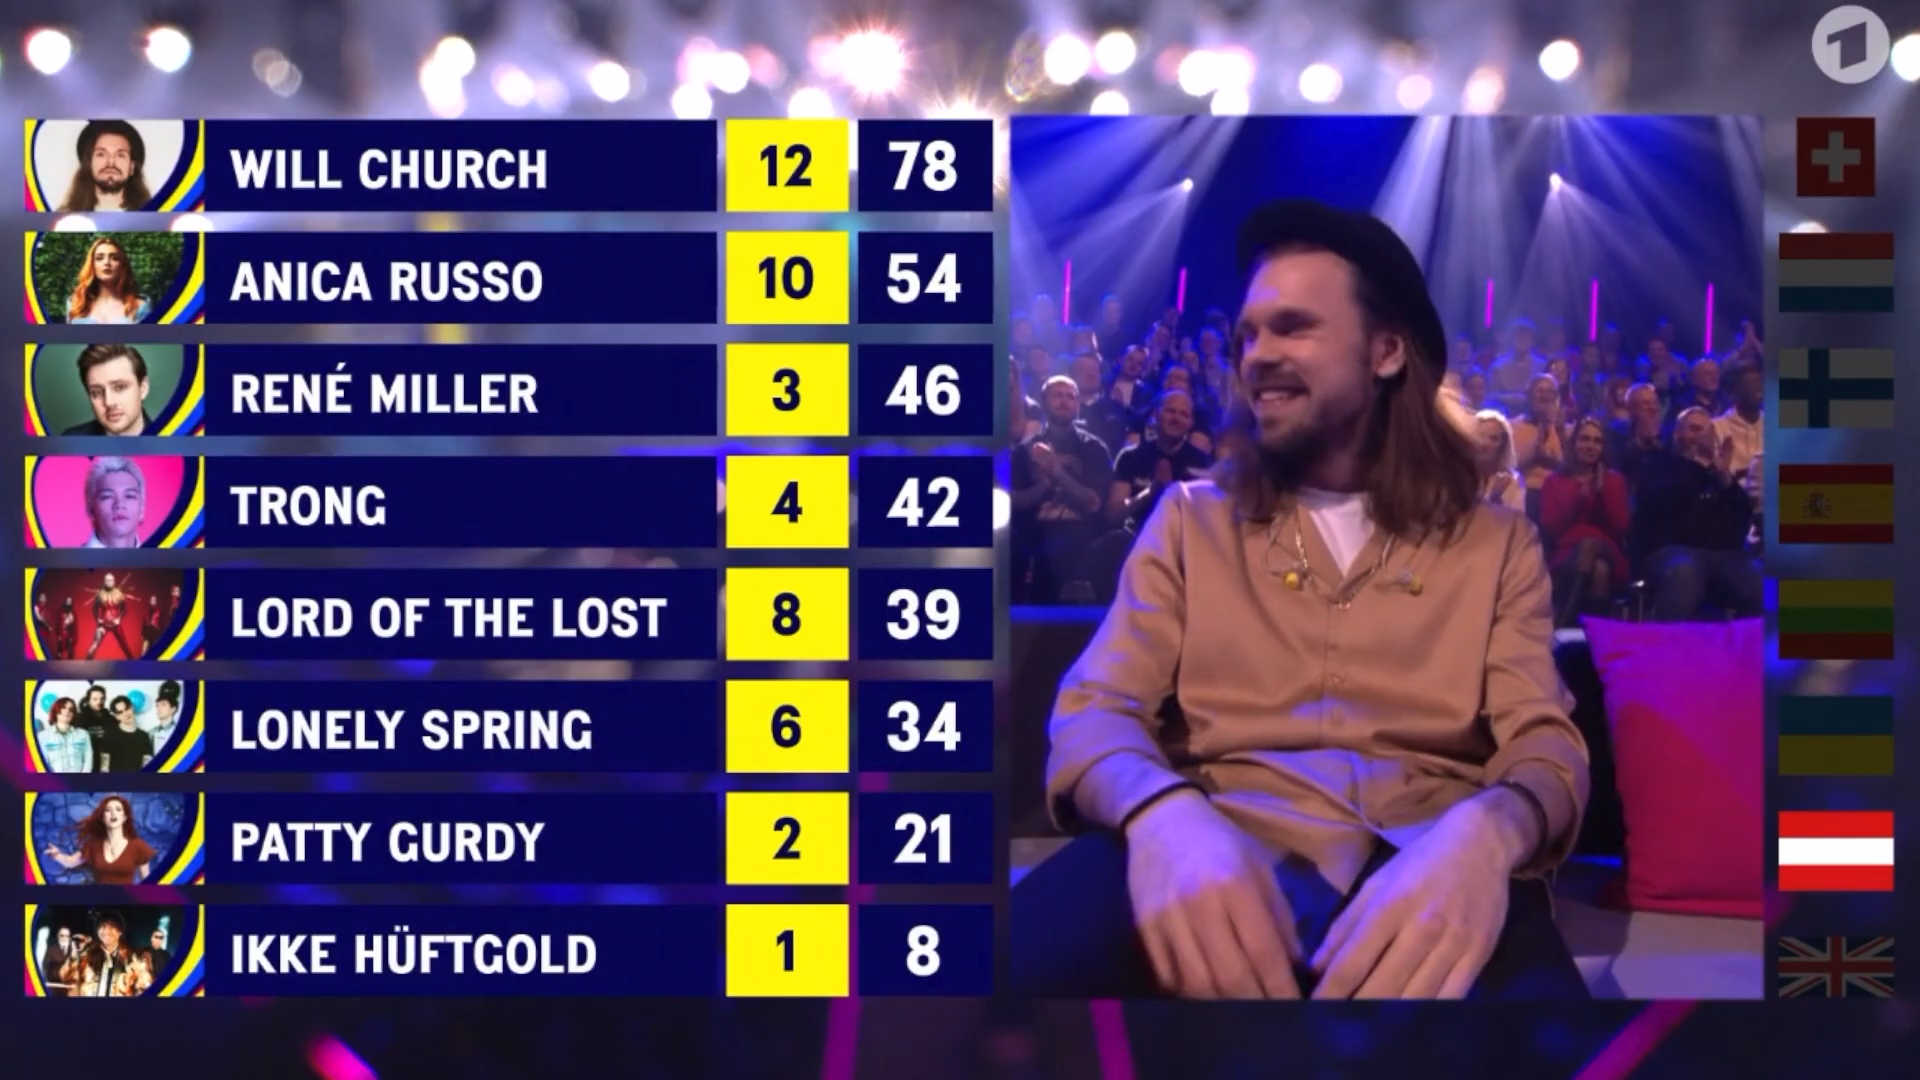 1
WILL CHURCH 12 78
ANICA RUSSO 10 54
RENÉ MILLER 3 46
TRONG 4 42
LORD OF THE LOST 8 39
LONELY SPRING 6 34
PATTY GURDY 2 21
IKKE HÜFTGOLD 1 8